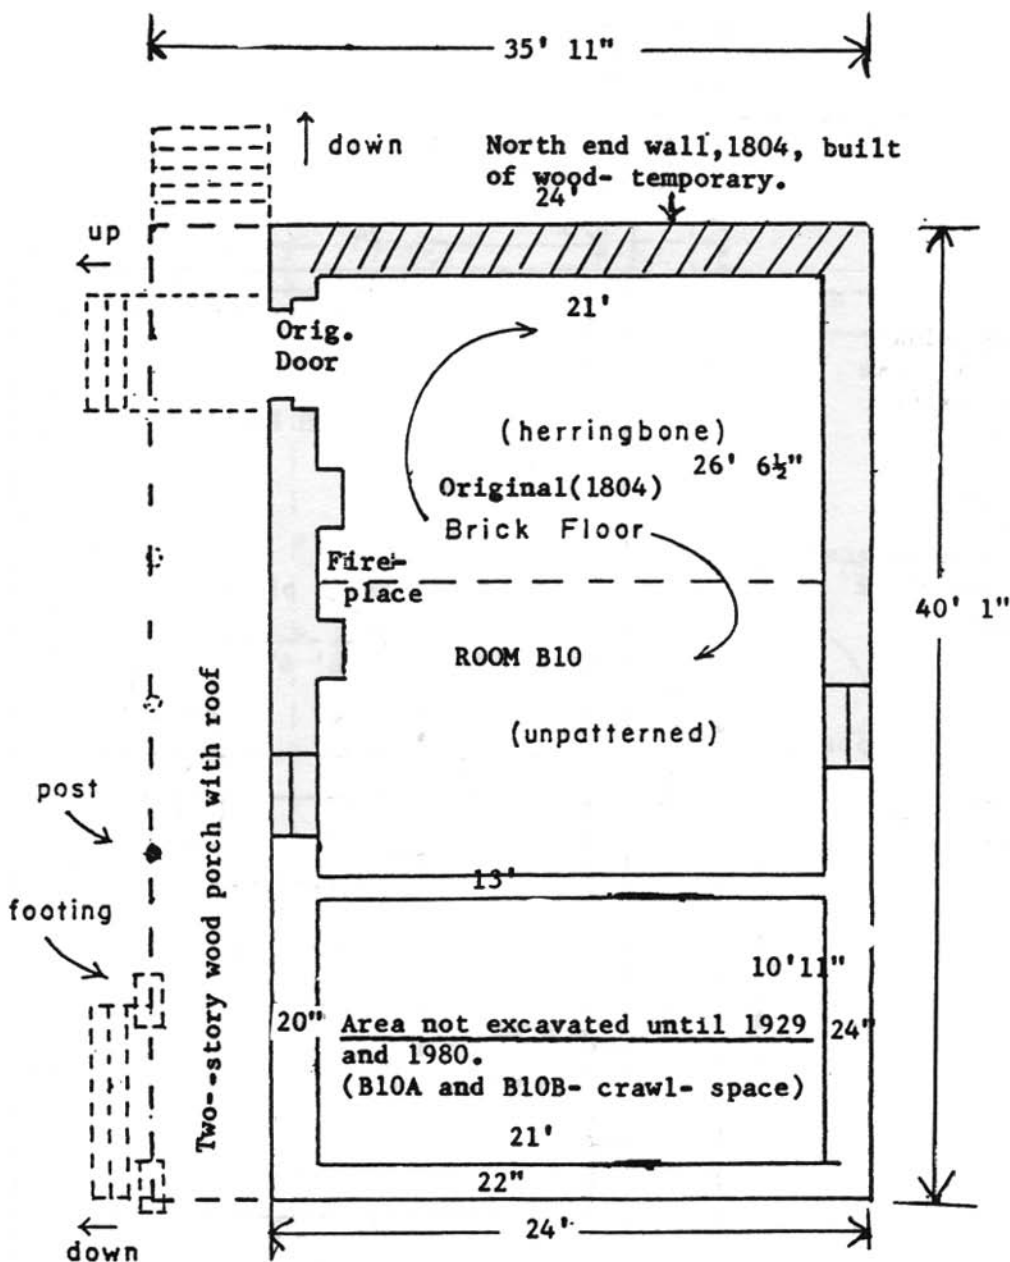 35' 11"
down
North end wall,1804, built
of wood- temporary.
24'
up
21'
Orig.
Door
(herringbone)
26' 6½"
Original(1804)
Brick Floor
Fire-
place
40' 1"
ROOM B10
(unpatterned)
Two--story wood porch with roof
post
13'
footing
10'11"
20"
Area not excavated until 1929
24"
and 1980.
(B10A and B10B- crawl- space)
21'
22"
24'
down